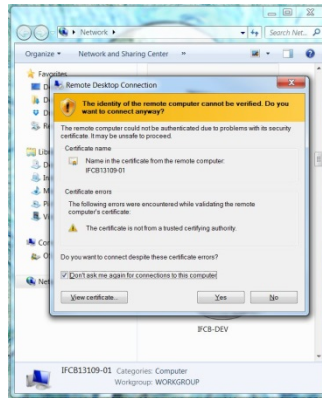 Network
Search Net...
Organize
Network and Sharing Center
»
Favorites
Remote Desktop Connection
The identity of the remote computer cannot be verified. Do you
want to connect anyway?
The remote computer could not be authenticated due to problems with its security
certificate. It may be unsafe to proceed.
Certificate name
Name in the certificate from the remote computer:
IFCB13109-01
Certificate errors
The following errors were encountered while validating the remote
computer's certificate:
The certificate is not from a trusted certifying authority.
Do you want to connect despite these certificate errors?
Don't ask me again for connections to this computer
View certificate...
Yes
No
IFCB-DEV
IFCB13109-01 Categories: Computer
Workgroup: WORKGROUP